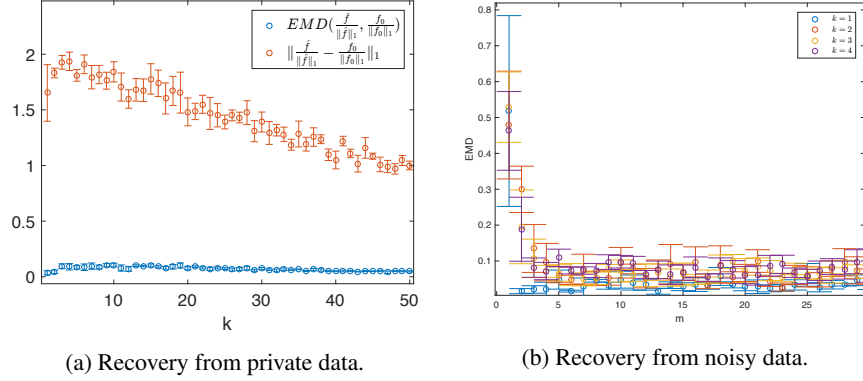 EMD(f̂/‖f̂‖₁, f₀/‖f₀‖₁)
‖f̂/‖f̂‖₁ − f₀/‖f₀‖₁‖₁
2
1.5
1
0.5
0
10
20
30
40
50
k
(a) Recovery from private data.
k = 1
k = 2
k = 3
k = 4
0.8
0.7
0.6
0.5
0.4
0.3
0.2
0.1
EMD
0
5
10
15
20
25
m
(b) Recovery from noisy data.